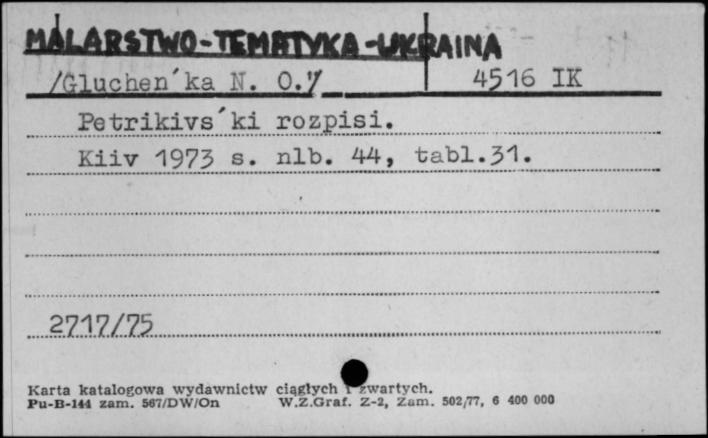 MALARSTWO-TEMATYKA-UKRAINA
/Gluchen´ka N. O./ 4516 IK
Petrikivs´ki rozpisi.
Kiiv 1973 s. nlb. 44, tabl.31.
2717/75
Karta katalogowa wydawnictw ciągłych i zwartych.
Pu-B-144 zam. 567/DW/On W.Z.Graf. Z-2, Zam. 502/77, 6 400 000